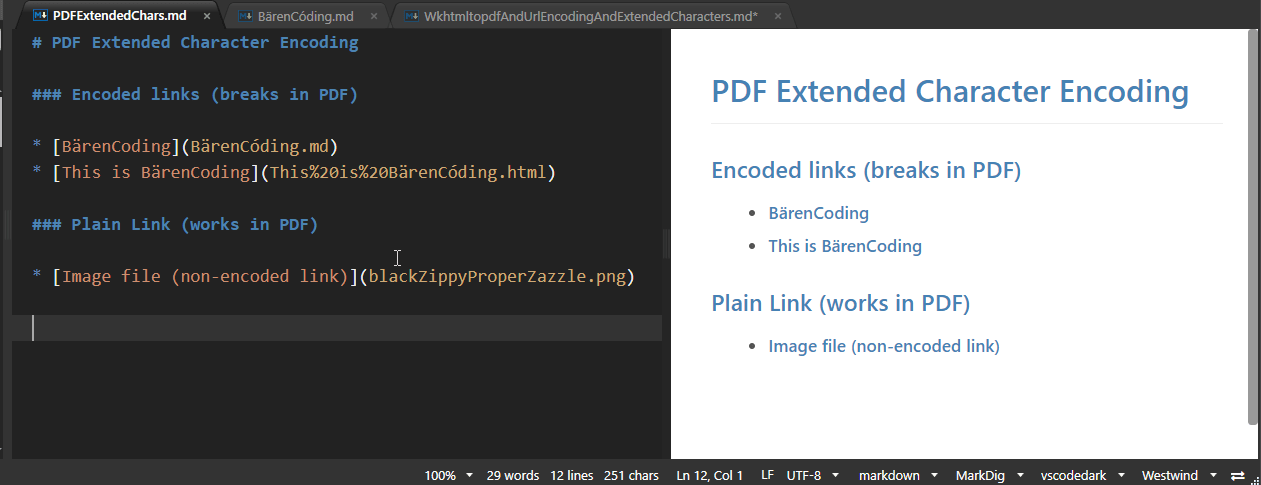 PDFExtendedChars.md × BärenCóding.md × WkhtmltopdfAndUrlEncodingAndExtendedCharacters.md* ×
# PDF Extended Character Encoding
### Encoded links (breaks in PDF)
* [BärenCoding](BärenCóding.md)
* [This is BärenCoding](This%20is%20BärenCóding.html)
### Plain Link (works in PDF)
* [Image file (non-encoded link)](blackZippyProperZazzle.png)
PDF Extended Character Encoding
Encoded links (breaks in PDF)
• BärenCoding
• This is BärenCoding
Plain Link (works in PDF)
• Image file (non-encoded link)
100% 29 words 12 lines 251 chars Ln 12, Col 1 LF UTF-8 markdown MarkDig vscodedark Westwind